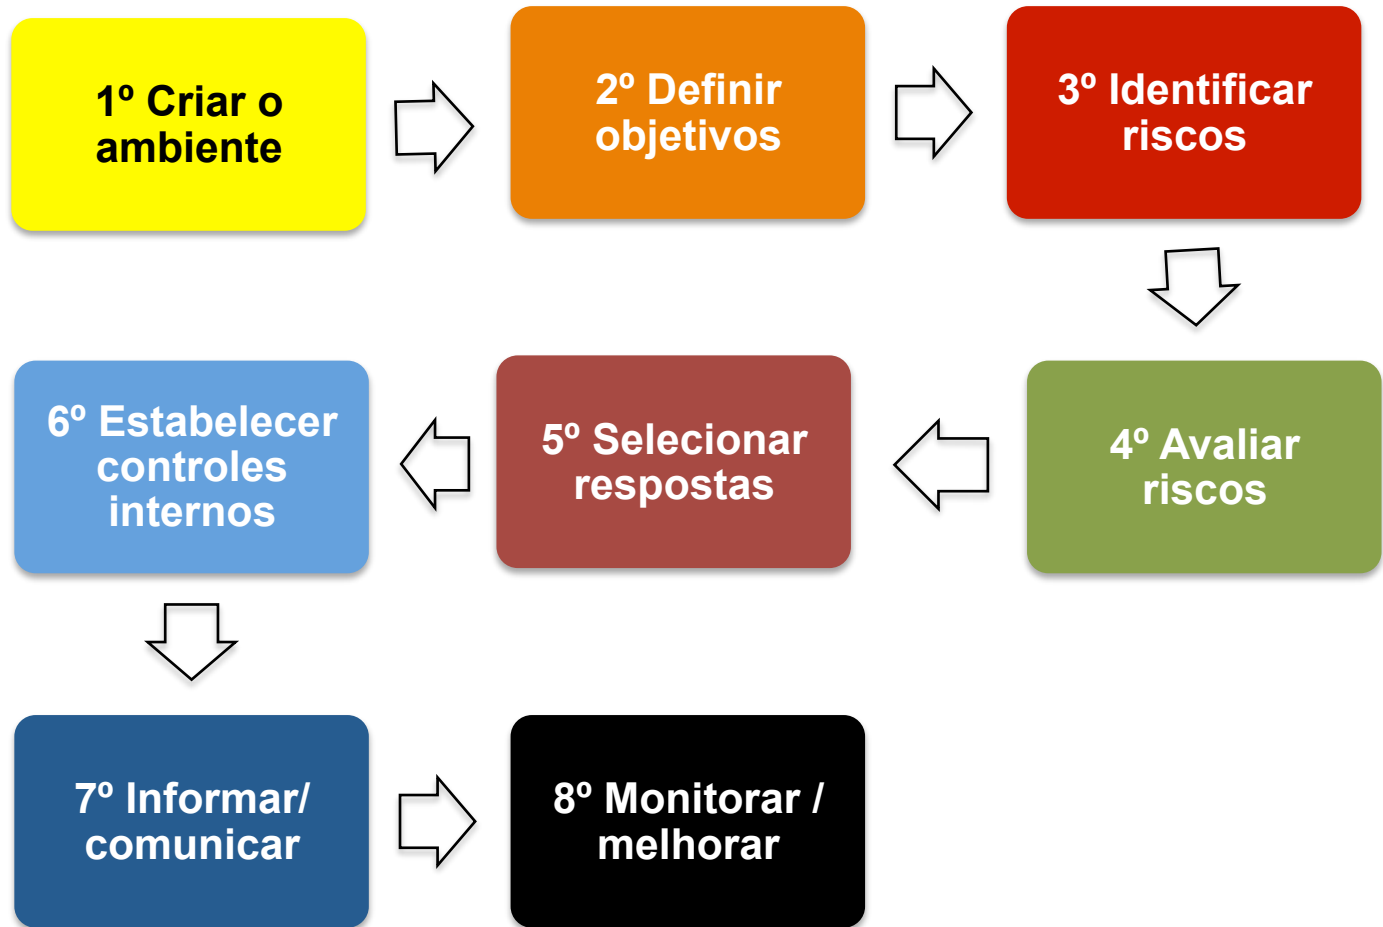 1º Criar o
ambiente
2º Definir
objetivos
3º Identificar
riscos
4º Avaliar
riscos
5º Selecionar
respostas
6º Estabelecer
controles
internos
7º Informar/
comunicar
8º Monitorar /
melhorar